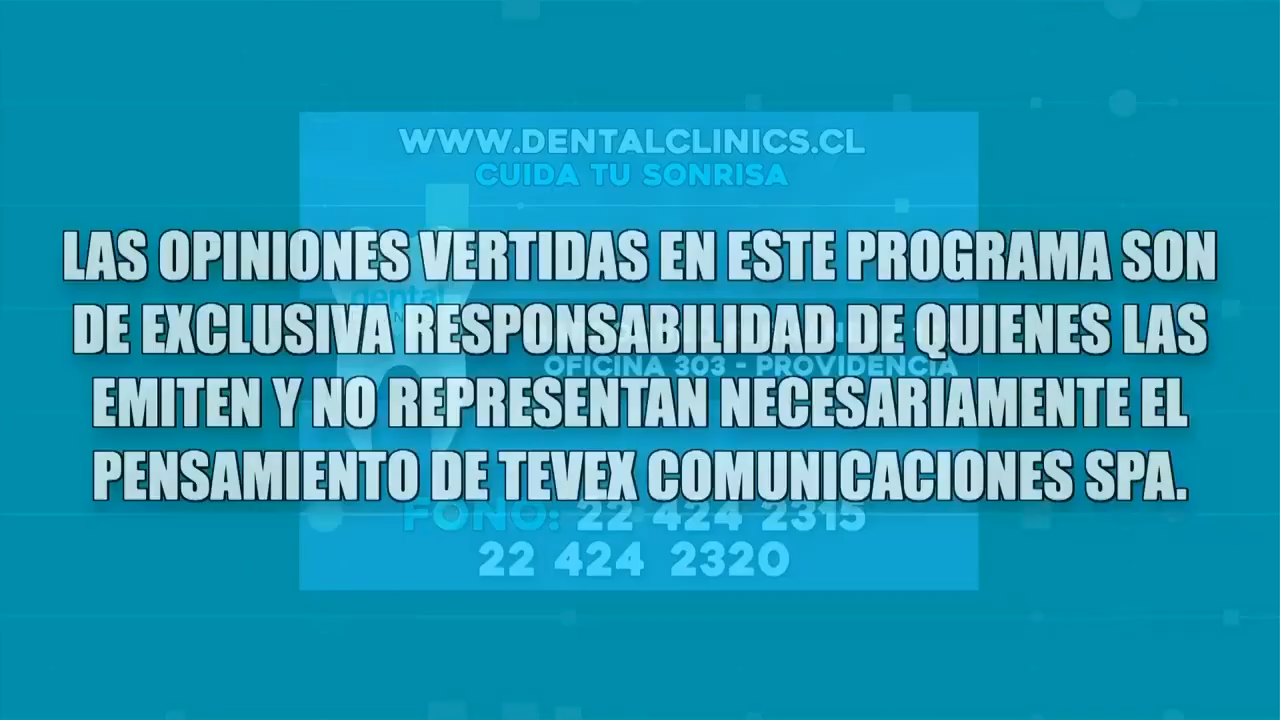 WWW.DENTALCLINICS.CL
CUIDA TU SONRISA
LAS OPINIONES VERTIDAS EN ESTE PROGRAMA SON
dental
DE EXCLUSIVA RESPONSABILIDAD DE QUIENES LAS
OFICINA 303 - PROVIDENCIA
EMITEN Y NO REPRESENTAN NECESARIAMENTE EL
PENSAMIENTO DE TEVEX COMUNICACIONES SPA.
FONO: 22 424 2315
22 424 2320